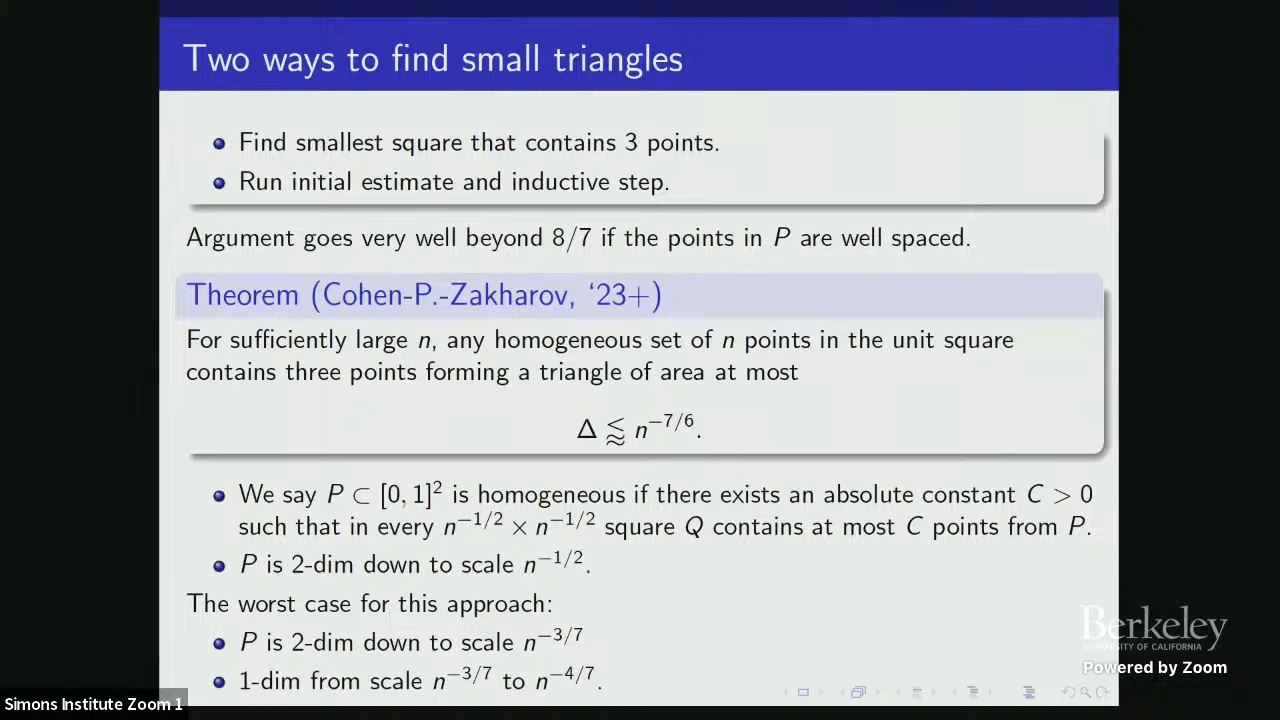 Two ways to find small triangles
Find smallest square that contains 3 points.
Run initial estimate and inductive step.
Argument goes very well beyond 8/7 if the points in P are well spaced.
Theorem (Cohen-P.-Zakharov, ‘23+)
For sufficiently large n, any homogeneous set of n points in the unit square
contains three points forming a triangle of area at most
Δ ⪅ n^{-7/6}.
We say P ⊂ [0, 1]² is homogeneous if there exists an absolute constant C > 0
such that in every n^{-1/2} × n^{-1/2} square Q contains at most C points from P.
P is 2-dim down to scale n^{-1/2}.
The worst case for this approach:
P is 2-dim down to scale n^{-3/7}
1-dim from scale n^{-3/7} to n^{-4/7}.
Berkeley
UNIVERSITY OF CALIFORNIA
Powered by Zoom
Simons Institute Zoom 1